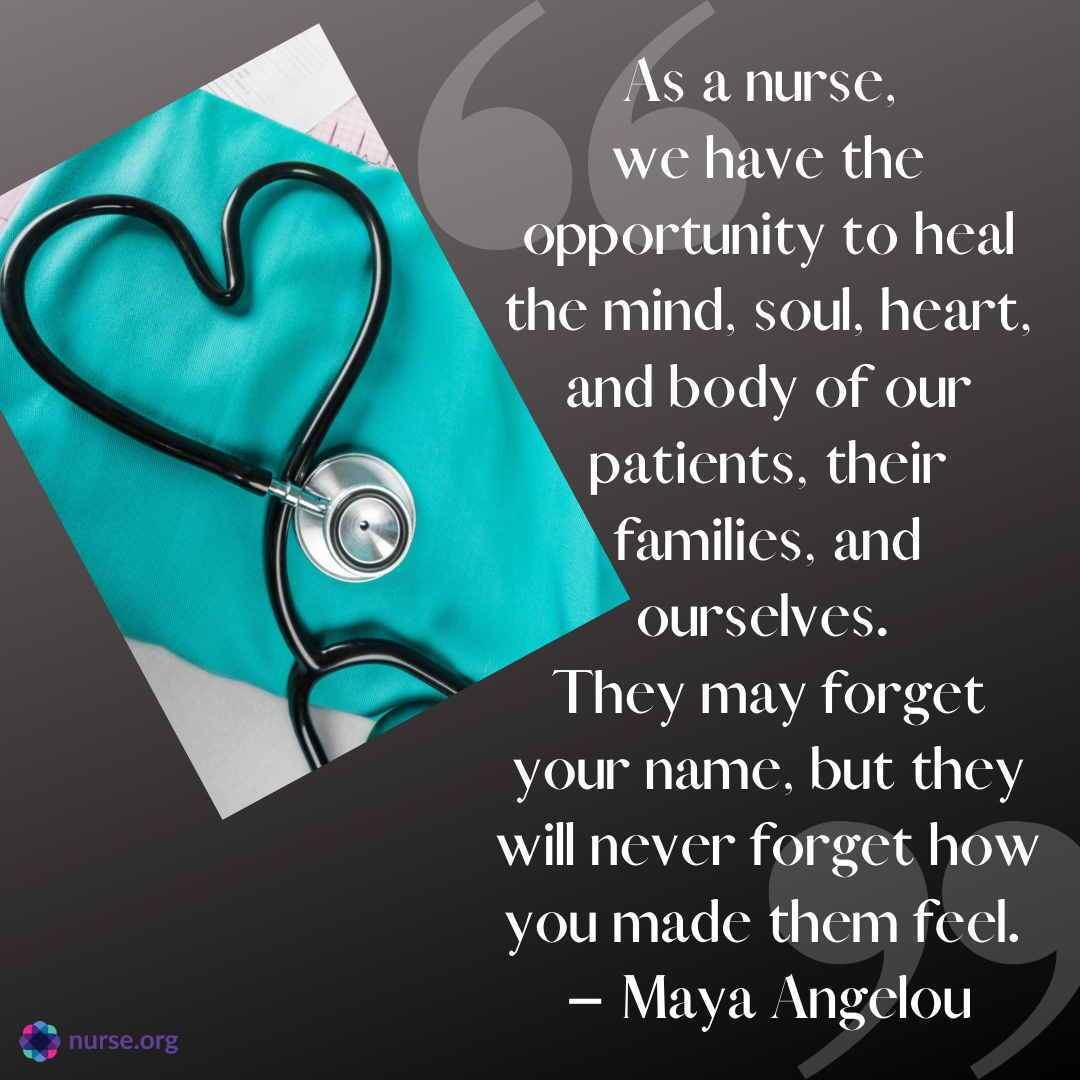 As a nurse,
we have the
opportunity to heal
the mind, soul, heart,
and body of our
patients, their
families, and
ourselves.
They may forget
your name, but they
will never forget how
you made them feel.
– Maya Angelou
nurse.org